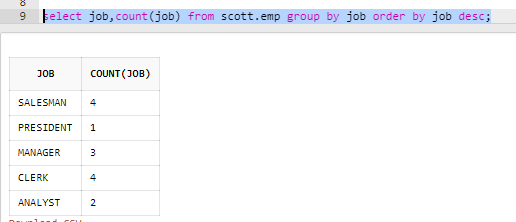 8
9 select job,count(job) from scott.emp group by job order by job desc;
JOB COUNT(JOB)
SALESMAN 4
PRESIDENT 1
MANAGER 3
CLERK 4
ANALYST 2
Download CSV